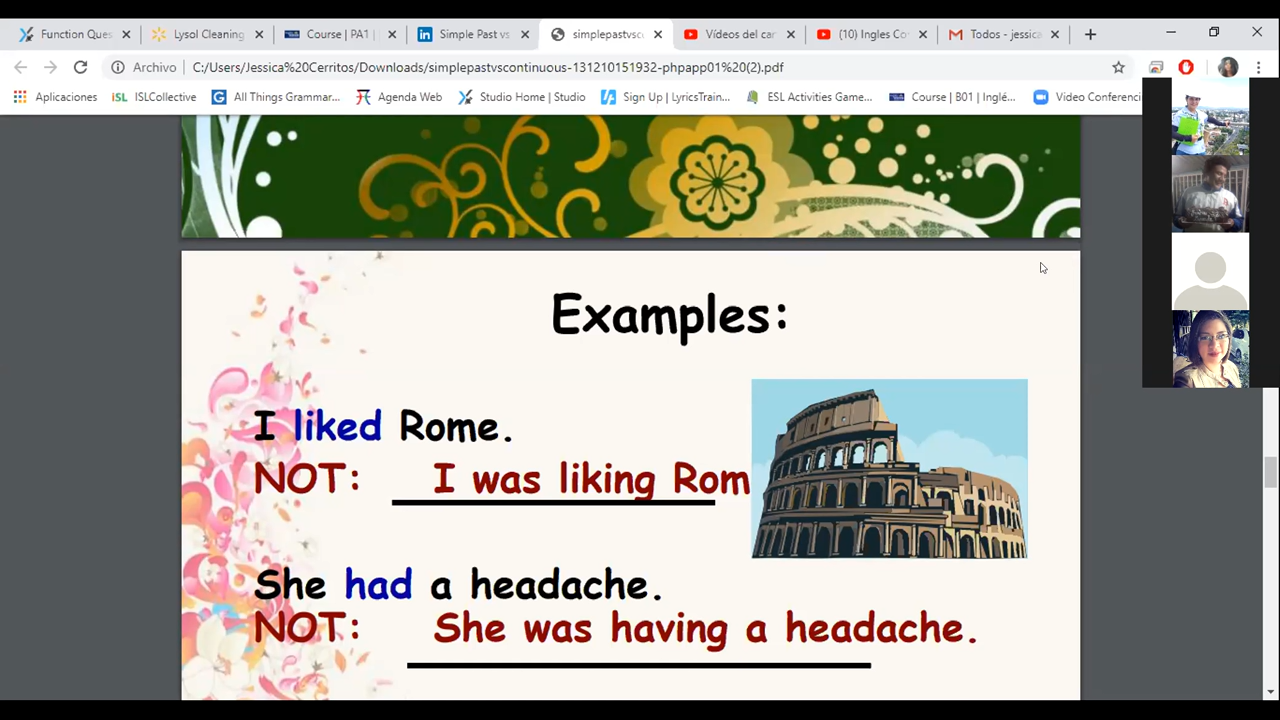 Function Ques
Lysol Cleaning
Course | PA1 |
Simple Past vs
simplepastvsco
Vídeos del car
(10) Ingles Co
Todos - jessica
Archivo
C:/Users/Jessica%20Cerritos/Downloads/simplepastvscontinuous-131210151932-phpapp01%20(2).pdf
Aplicaciones
iSL ISLCollective
All Things Grammar...
Agenda Web
Studio Home | Studio
Sign Up | LyricsTrain...
ESL Activities Game...
Course | B01 | Inglé...
Video Conferenci
Examples:
I liked Rome.
NOT: I was liking Rom
She had a headache.
NOT: She was having a headache.